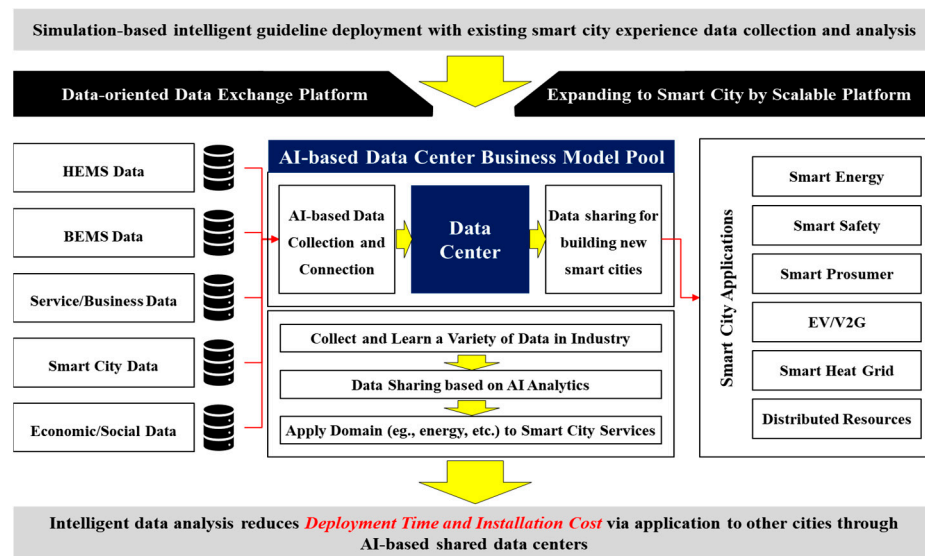 Simulation-based intelligent guideline deployment with existing smart city experience data collection and analysis
Data-oriented Data Exchange Platform
Expanding to Smart City by Scalable Platform
HEMS Data
BEMS Data
Service/Business Data
Smart City Data
Economic/Social Data
AI-based Data Center Business Model Pool
AI-based Data
Collection and
Connection
Data
Center
Data sharing for
building new
smart cities
Collect and Learn a Variety of Data in Industry
Data Sharing based on AI Analytics
Apply Domain (eg., energy, etc.) to Smart City Services
Smart City Applications
Smart Energy
Smart Safety
Smart Prosumer
EV/V2G
Smart Heat Grid
Distributed Resources
Intelligent data analysis reduces Deployment Time and Installation Cost via application to other cities through
AI-based shared data centers